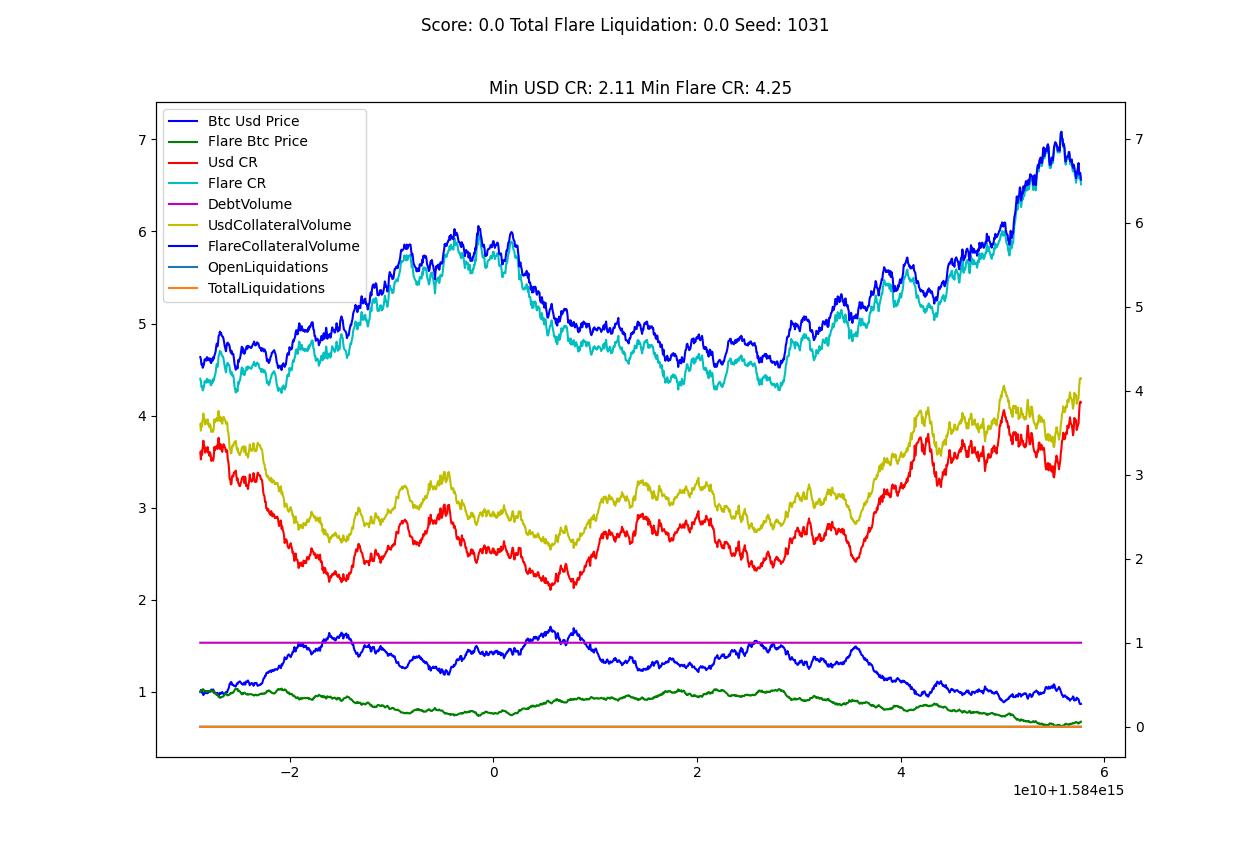 Score: 0.0 Total Flare Liquidation: 0.0 Seed: 1031
Min USD CR: 2.11 Min Flare CR: 4.25
Btc Usd Price
Flare Btc Price
Usd CR
Flare CR
DebtVolume
UsdCollateralVolume
FlareCollateralVolume
OpenLiquidations
TotalLiquidations
7
6
5
4
3
2
1
7
6
5
4
3
2
1
0
−2
0
2
4
6
1e10+1.584e15